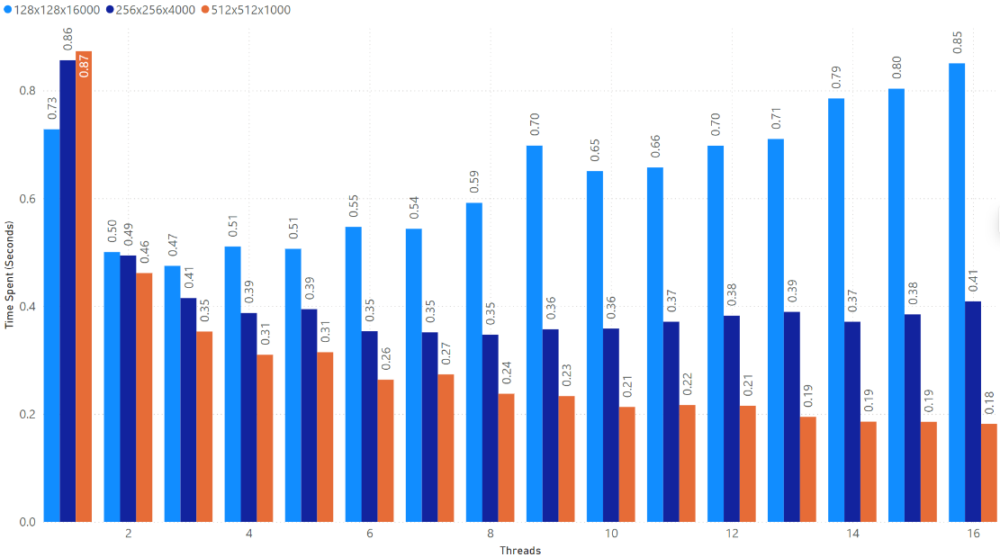 128x128x16000 256x256x4000 512x512x1000
Time Spent (Seconds)
0.8
0.6
0.4
0.2
0.0
0.73 0.86 0.87
0.50 0.49 0.46
0.47 0.41 0.35
0.51 0.39 0.31
0.51 0.39 0.31
0.55 0.35 0.26
0.54 0.35 0.27
0.59 0.35 0.24
0.70 0.36 0.23
0.65 0.36 0.21
0.66 0.37 0.22
0.70 0.38 0.21
0.71 0.39 0.19
0.79 0.37 0.19
0.80 0.38 0.19
0.85 0.41 0.18
2 4 6 8 10 12 14 16
Threads